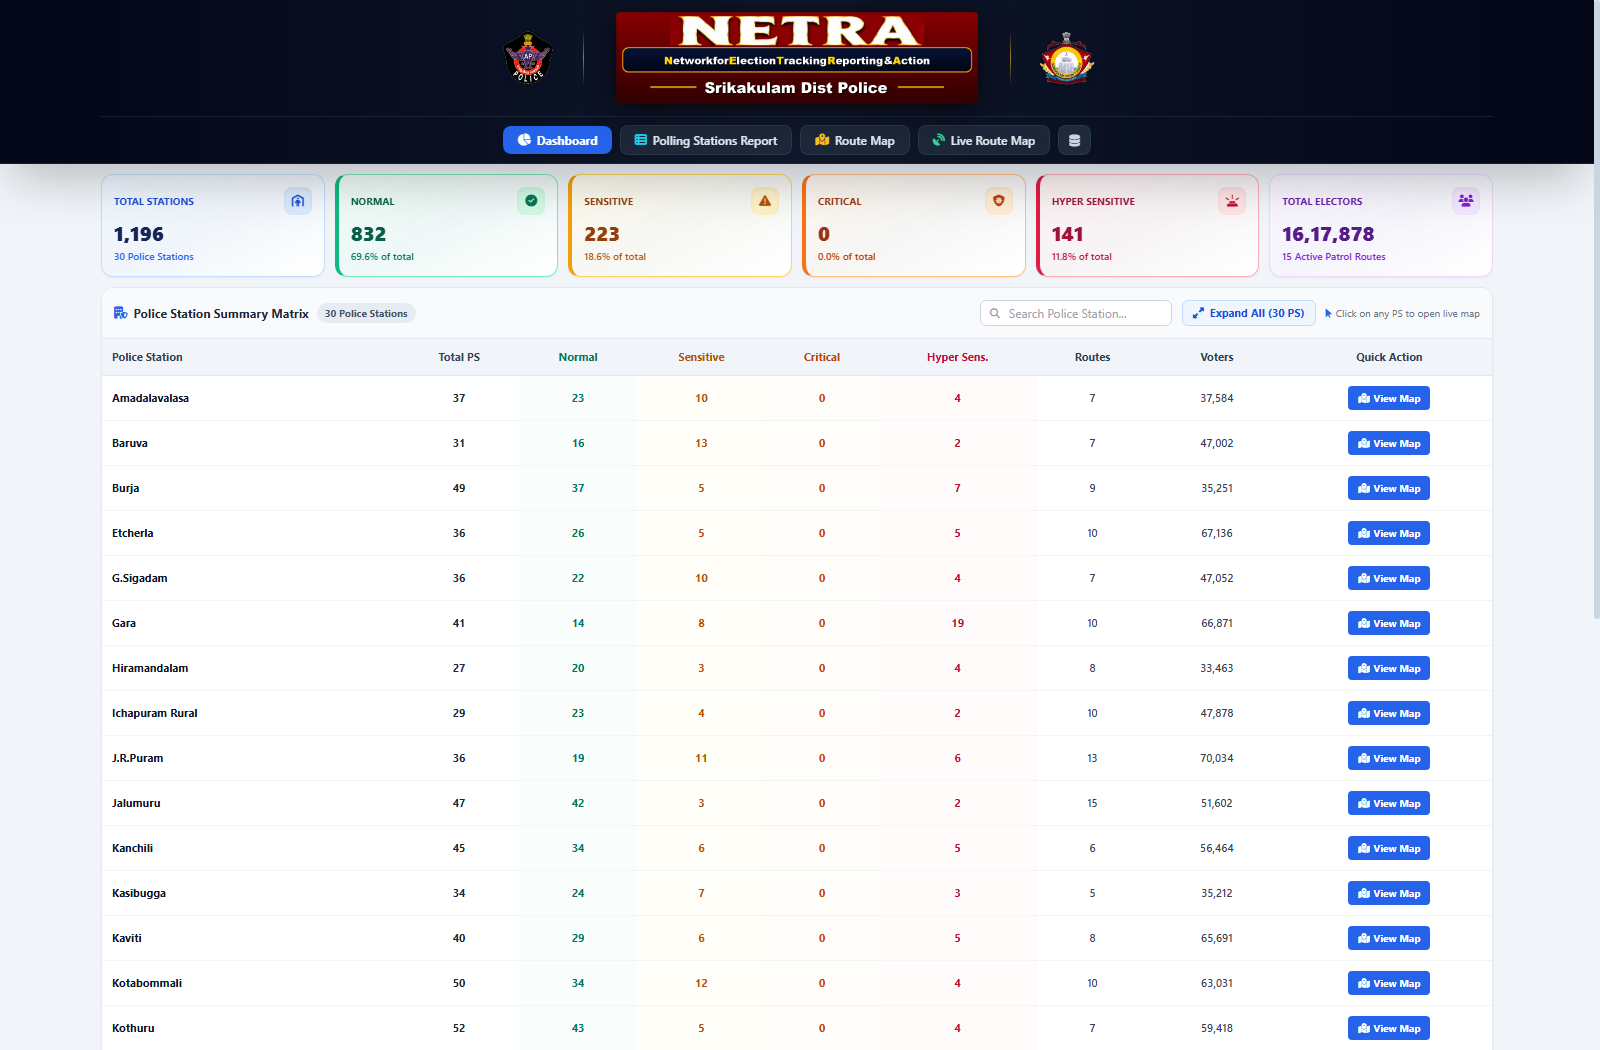 NETRA
NetworkforElectionTrackingReporting&Action
Srikakulam Dist Police
AP
POLICE
Dashboard
Polling Stations Report
Route Map
Live Route Map
TOTAL STATIONS
1,196
30 Police Stations
NORMAL
832
69.6% of total
SENSITIVE
223
18.6% of total
CRITICAL
0
0.0% of total
HYPER SENSITIVE
141
11.8% of total
TOTAL ELECTORS
16,17,878
15 Active Patrol Routes
Police Station Summary Matrix 30 Police Stations Search Police Station... Expand All (30 PS) Click on any PS to open live map
Police Station Total PS Normal Sensitive Critical Hyper Sens. Routes Voters Quick Action
Amadalavalasa 37 23 10 0 4 7 37,584 View Map
Baruva 31 16 13 0 2 7 47,002 View Map
Burja 49 37 5 0 7 9 35,251 View Map
Etcherla 36 26 5 0 5 10 67,136 View Map
G.Sigadam 36 22 10 0 4 7 47,052 View Map
Gara 41 14 8 0 19 10 66,871 View Map
Hiramandalam 27 20 3 0 4 8 33,463 View Map
Ichapuram Rural 29 23 4 0 2 10 47,878 View Map
J.R.Puram 36 19 11 0 6 13 70,034 View Map
Jalumuru 47 42 3 0 2 15 51,602 View Map
Kanchili 45 34 6 0 5 6 56,464 View Map
Kasibugga 34 24 7 0 3 5 35,212 View Map
Kaviti 40 29 6 0 5 8 65,691 View Map
Kotabommali 50 34 12 0 4 10 63,031 View Map
Kothuru 52 43 5 0 4 7 59,418 View Map